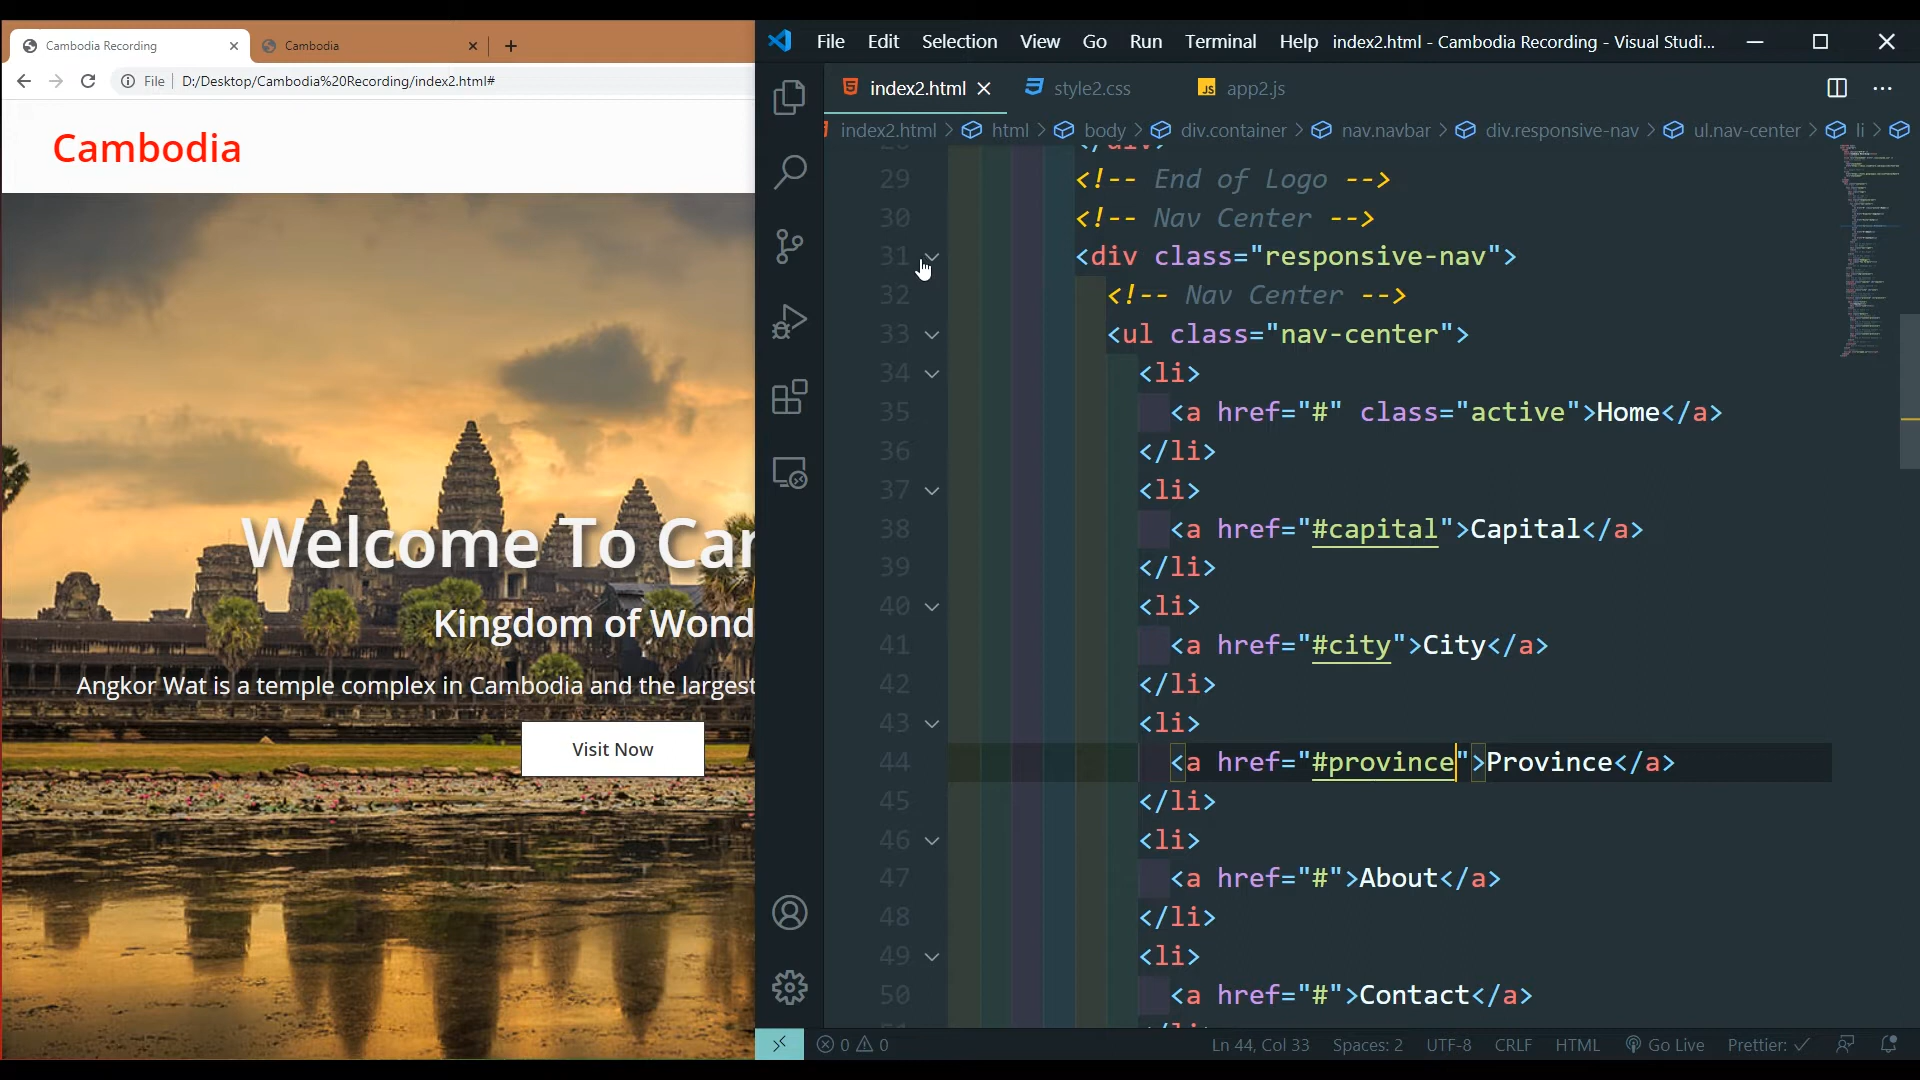 Cambodia Recording
Cambodia
File D:/Desktop/Cambodia%20Recording/index2.html#
Cambodia
Welcome To Ca
Kingdom of Wond
Angkor Wat is a temple complex in Cambodia and the largest
Visit Now
File Edit Selection View Go Run Terminal Help index2.html - Cambodia Recording - Visual Studi...
index2.html style2.css JS app2.js
index2.html > html > body > div.container > nav.navbar > div.responsive-nav > ul.nav-center > li >
29 <!-- End of Logo -->
30 <!-- Nav Center -->
31 <div class="responsive-nav">
32 <!-- Nav Center -->
33 <ul class="nav-center">
34 <li>
35 <a href="#" class="active">Home</a>
36 </li>
37 <li>
38 <a href="#capital">Capital</a>
39 </li>
40 <li>
41 <a href="#city">City</a>
42 </li>
43 <li>
44 <a href="#province">Province</a>
45 </li>
46 <li>
47 <a href="#">About</a>
48 </li>
49 <li>
50 <a href="#">Contact</a>
0 0 Ln 44, Col 33 Spaces: 2 UTF-8 CRLF HTML Go Live Prettier: ✓